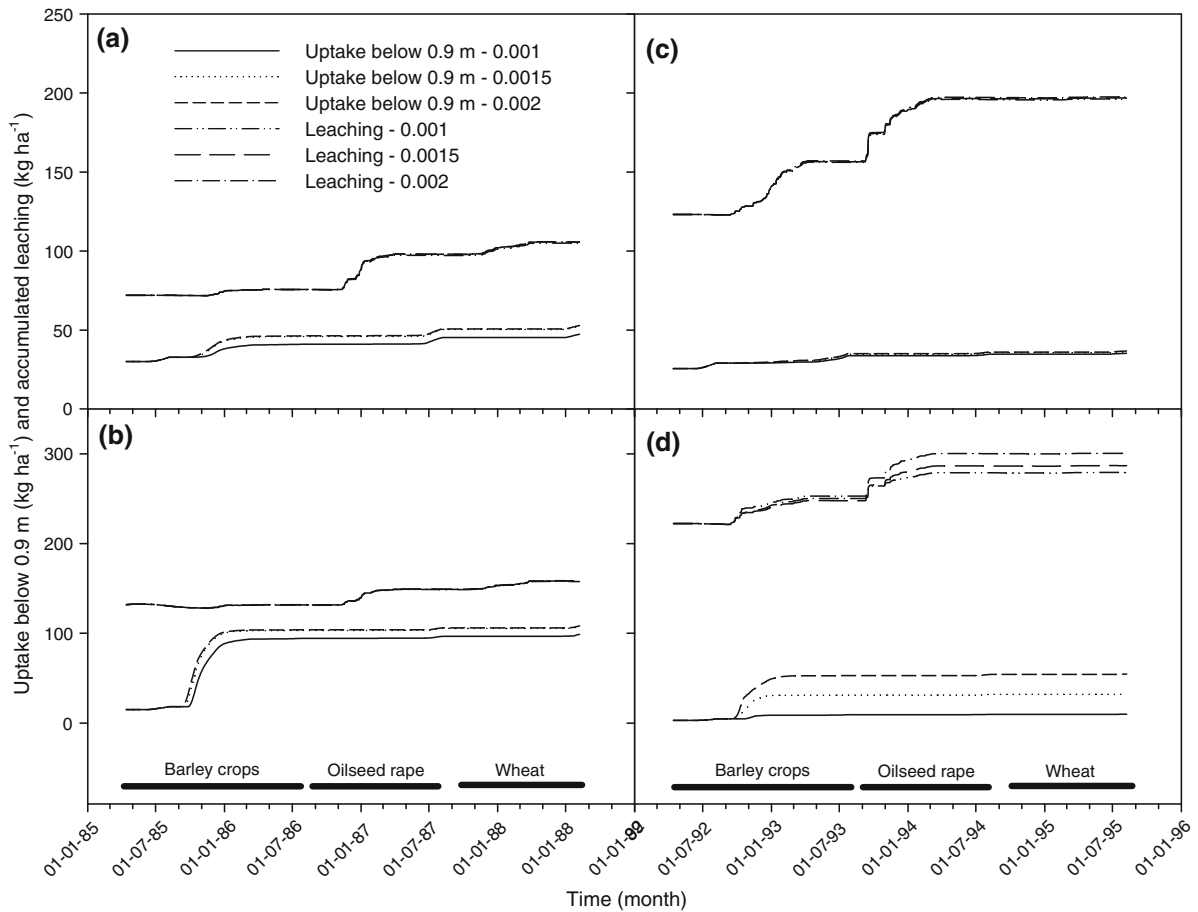 250
200
150
100
50
0
(a)
Uptake below 0.9 m - 0.001
Uptake below 0.9 m - 0.0015
Uptake below 0.9 m - 0.002
Leaching - 0.001
Leaching - 0.0015
Leaching - 0.002
(c)
Uptake below 0.9 m (kg ha⁻¹) and accumulated leaching (kg ha⁻¹)
300
200
100
0
(b)
Barley crops
Oilseed rape
Wheat
(d)
Barley crops
Oilseed rape
Wheat
01-01-85
01-07-85
01-01-86
01-07-86
01-01-87
01-07-87
01-01-88
01-01-88
01-07-92
01-01-93
01-07-93
01-01-94
01-07-94
01-01-95
01-07-95
01-01-96
Time (month)